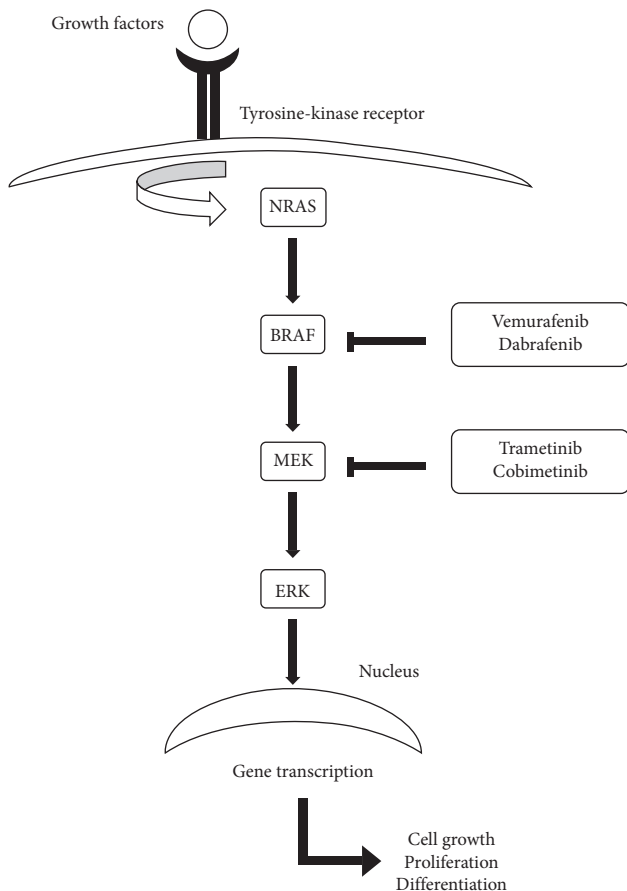 Growth factors
Tyrosine-kinase receptor
NRAS
BRAF
Vemurafenib
Dabrafenib
MEK
Trametinib
Cobimetinib
ERK
Nucleus
Gene transcription
Cell growth
Proliferation
Differentiation